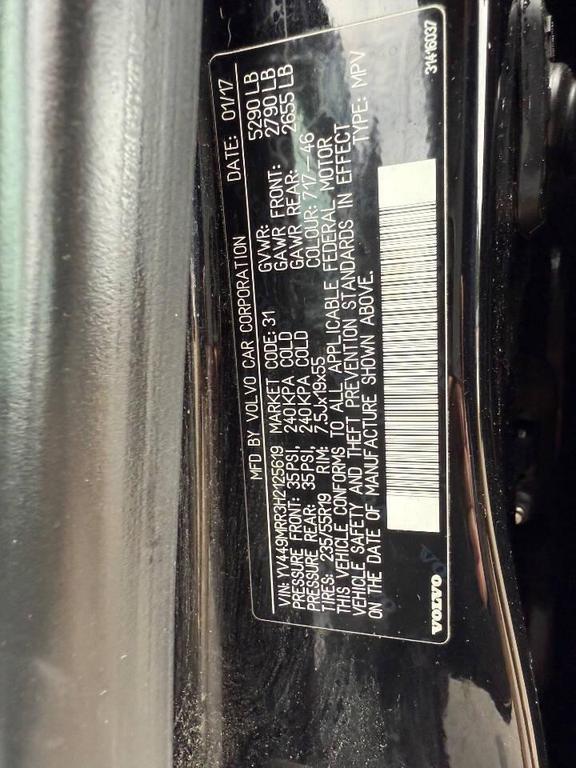 MFD BY VOLVO CAR CORPORATION DATE: 01/17
VIN: YV449MRR3H2125619 GVWR: 5290 LB
PRESSURE FRONT: 35PSI, 240KPA COLD GAWR FRONT: 2790 LB
PRESSURE REAR: 35PSI, 240KPA COLD GAWR REAR: 2655 LB
MARKET CODE: 31
TIRES: 235/55R19 RIM: 7.5Jx19x55 COLOUR: 717--46
THIS VEHICLE CONFORMS TO ALL APPLICABLE FEDERAL MOTOR
VEHICLE SAFETY AND THEFT PREVENTION STANDARDS IN EFFECT
ON THE DATE OF MANUFACTURE SHOWN ABOVE. TYPE: MPV
VOLVO 31416037